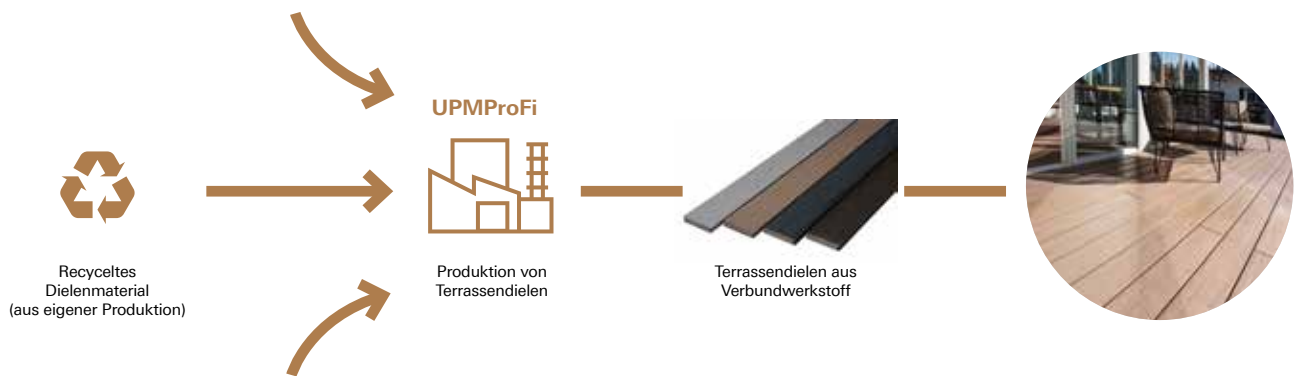 UPMProFi
Recyceltes
Dielenmaterial
(aus eigener Produktion)
Produktion von
Terrassendielen
Terrassendielen aus
Verbundwerkstoff